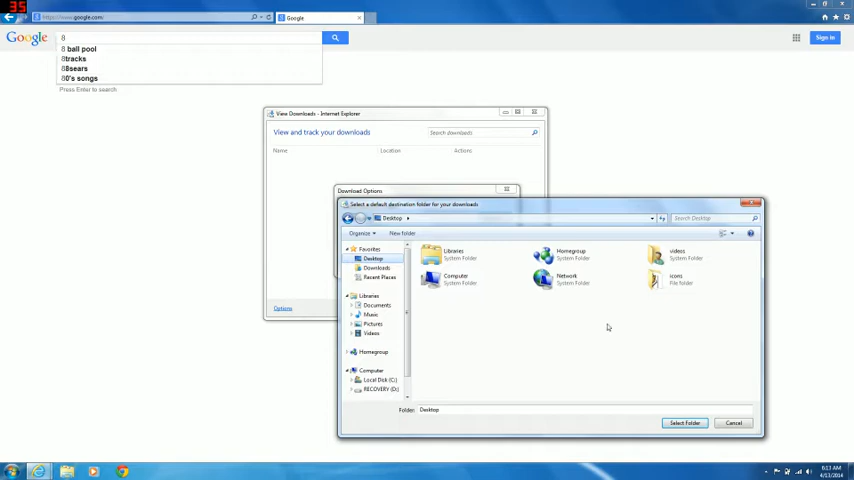 35
https://www.google.com/
Google
Google
8
Sign in
8 ball pool
8tracks
88sears
80's songs
Press Enter to search
View Downloads - Internet Explorer
View and track your downloads
Search downloads
Name
Location
Actions
Download Options
Select a default destination folder for your downloads
Desktop
Search Desktop
Organize
New folder
Favorites
Desktop
Downloads
Recent Places
Libraries
Documents
Music
Pictures
Videos
Homegroup
Computer
Local Disk (C:)
RECOVERY (D:)
Libraries
System Folder
Homegroup
System Folder
videos
System Folder
Computer
System Folder
Network
System Folder
icons
File folder
Options
Folder:
Desktop
Select Folder
Cancel
6:13 AM
4/13/2014